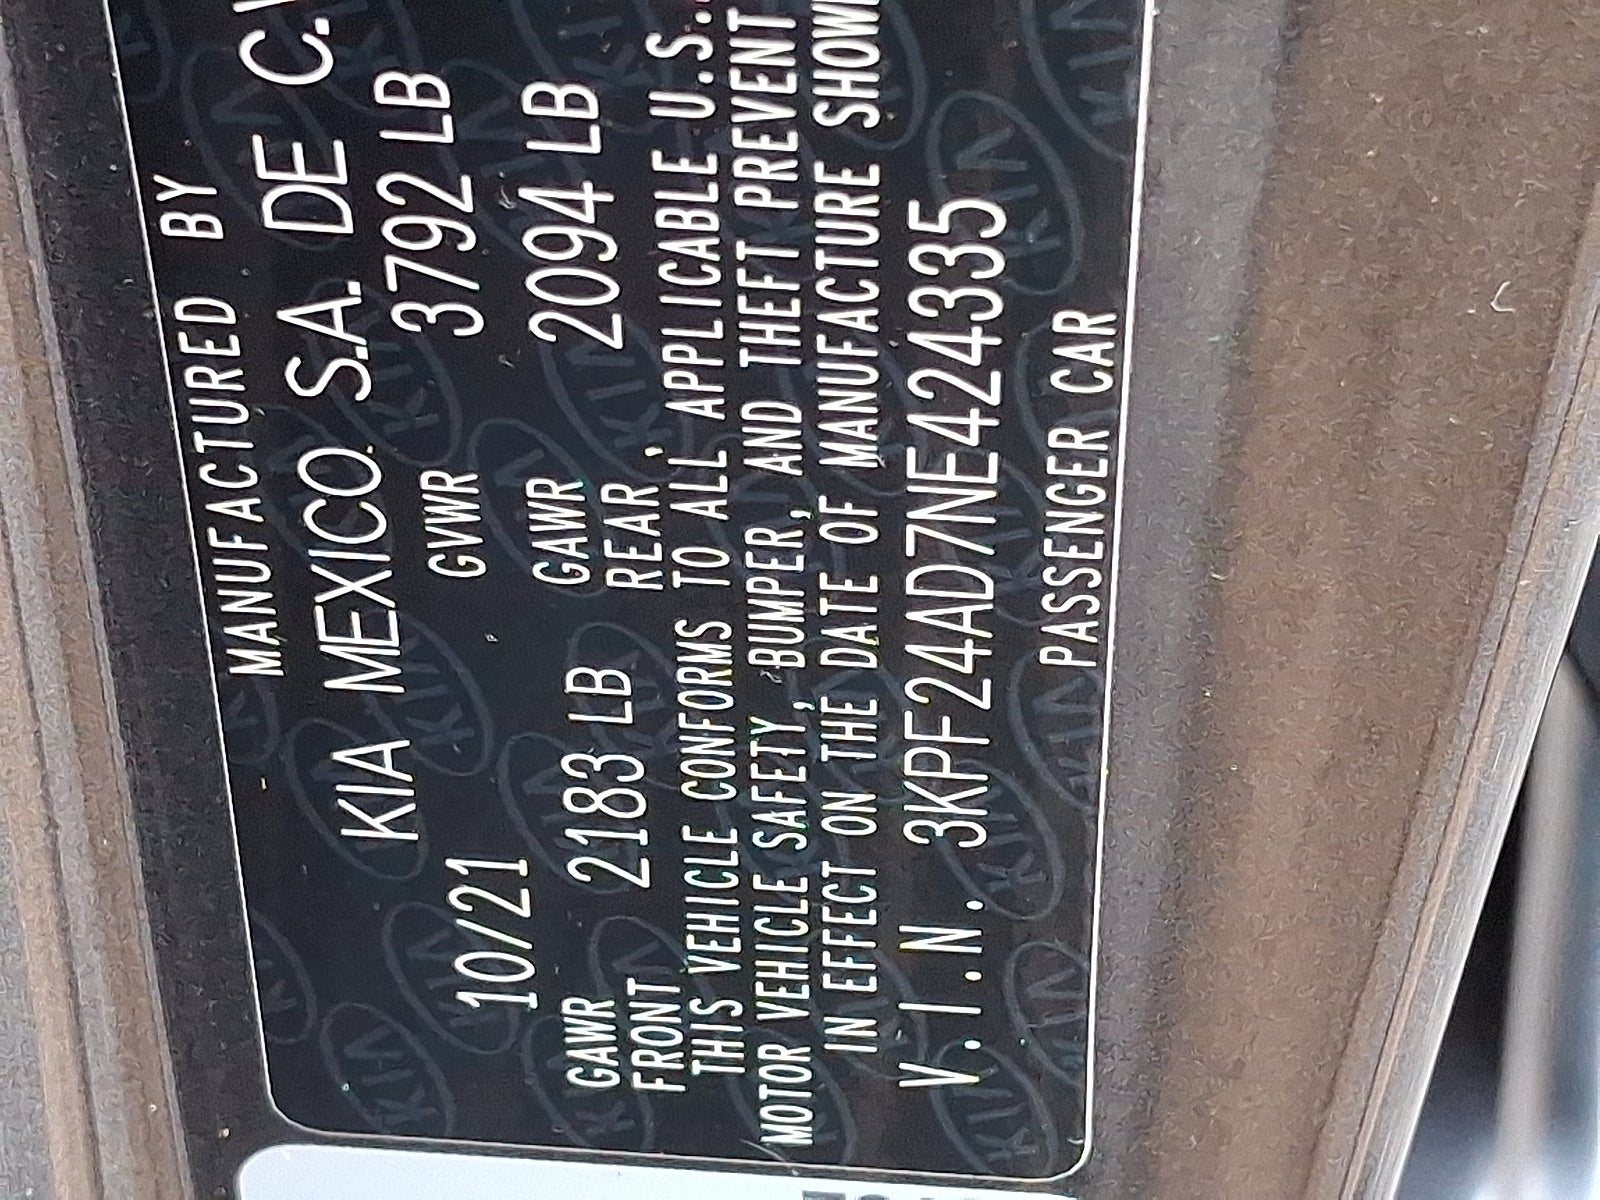 MANUFACTURED BY
KIA MEXICO S.A. DE C.V
10/21 GVWR 3792 LB
GAWR FRONT 2183 LB GAWR REAR 2094 LB
THIS VEHICLE CONFORMS TO ALL APPLICABLE U.S.
MOTOR VEHICLE SAFETY, BUMPER, AND THEFT PREVENT
IN EFFECT ON THE DATE OF MANUFACTURE SHOWN
V.I.N. 3KPF24AD7NE424335
PASSENGER CAR